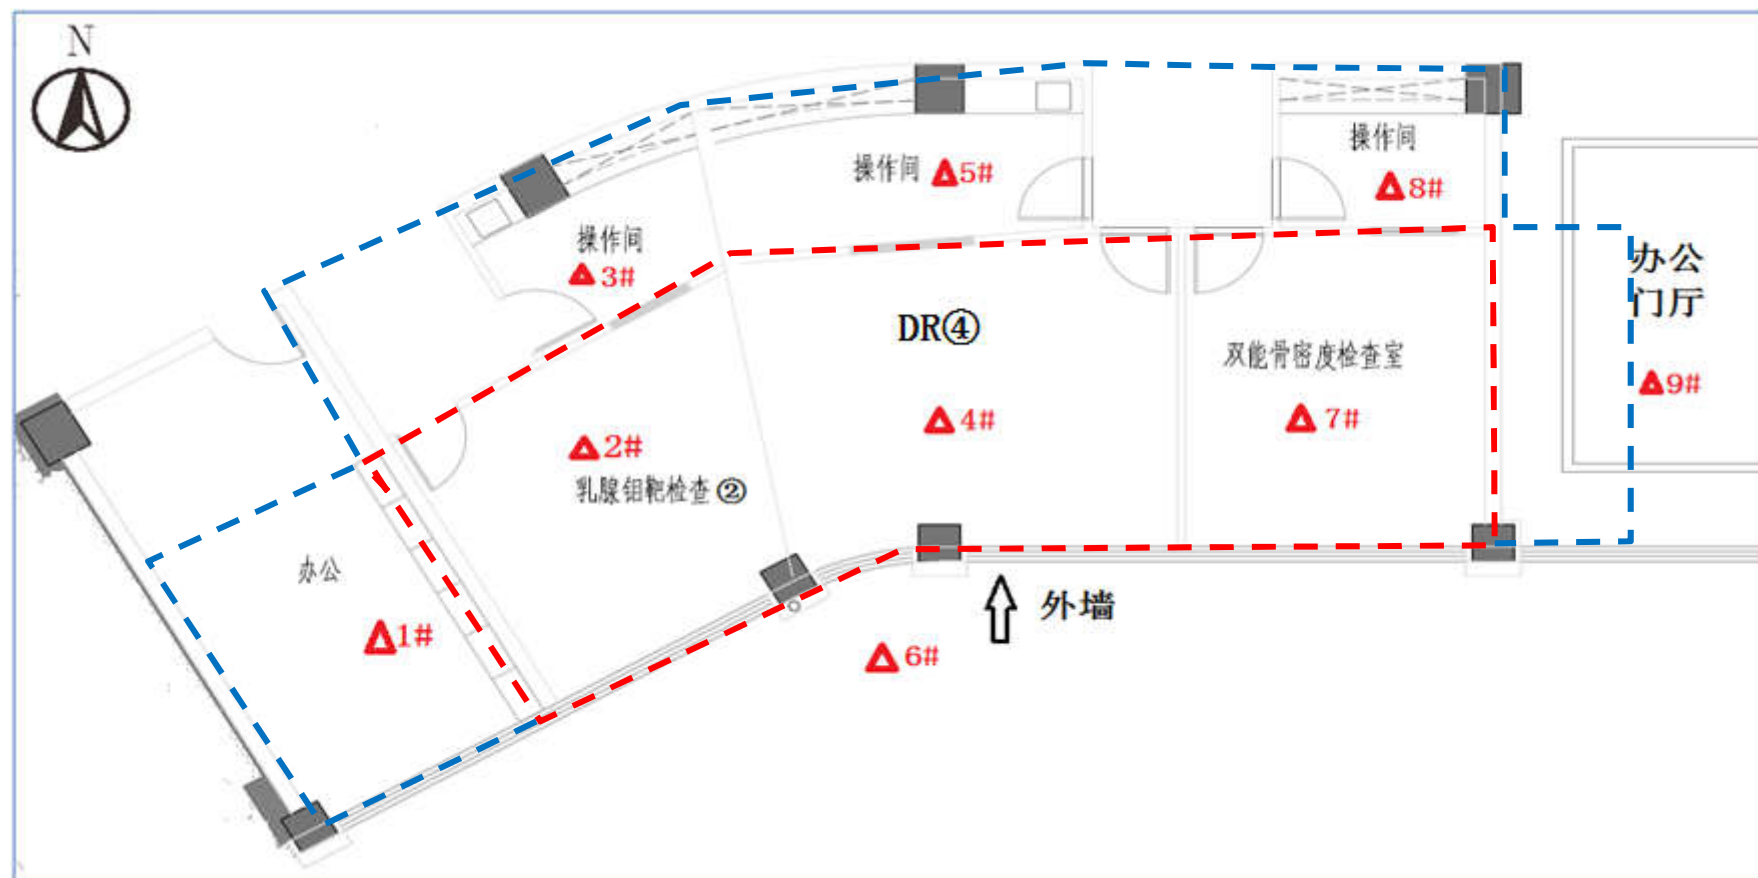 N
操作间
5#
操作间
8#
操作间
3#
办公
门厅
DR④
双能骨密度检查室
9#
4#
7#
2#
乳腺钼靶检查②
办公
1#
外墙
6#